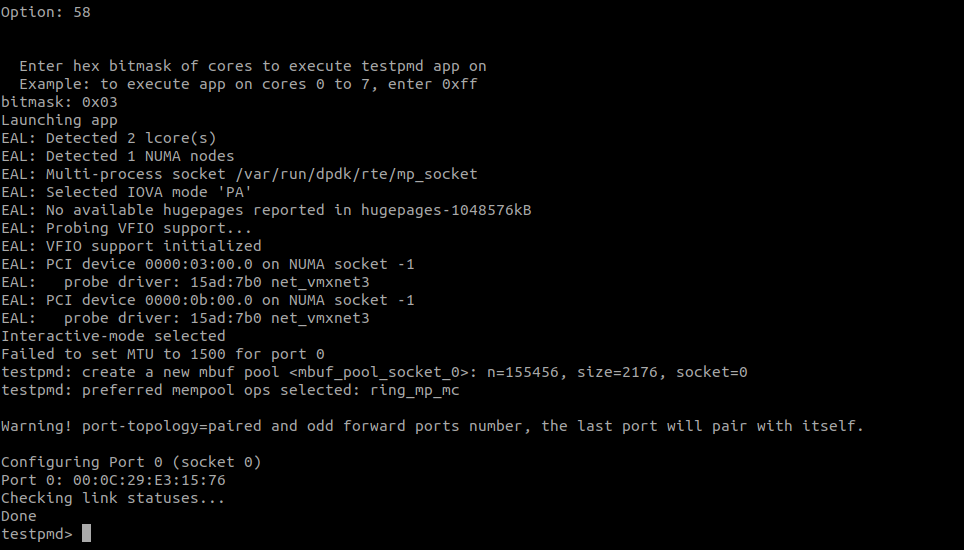 Option: 58
Enter hex bitmask of cores to execute testpmd app on
Example: to execute app on cores 0 to 7, enter 0xff
bitmask: 0x03
Launching app
EAL: Detected 2 lcore(s)
EAL: Detected 1 NUMA nodes
EAL: Multi-process socket /var/run/dpdk/rte/mp_socket
EAL: Selected IOVA mode 'PA'
EAL: No available hugepages reported in hugepages-1048576kB
EAL: Probing VFIO support...
EAL: VFIO support initialized
EAL: PCI device 0000:03:00.0 on NUMA socket -1
EAL:   probe driver: 15ad:7b0 net_vmxnet3
EAL: PCI device 0000:0b:00.0 on NUMA socket -1
EAL:   probe driver: 15ad:7b0 net_vmxnet3
Interactive-mode selected
Failed to set MTU to 1500 for port 0
testpmd: create a new mbuf pool <mbuf_pool_socket_0>: n=155456, size=2176, socket=0
testpmd: preferred mempool ops selected: ring_mp_mc
Warning! port-topology=paired and odd forward ports number, the last port will pair with itself.
Configuring Port 0 (socket 0)
Port 0: 00:0C:29:E3:15:76
Checking link statuses...
Done
testpmd>